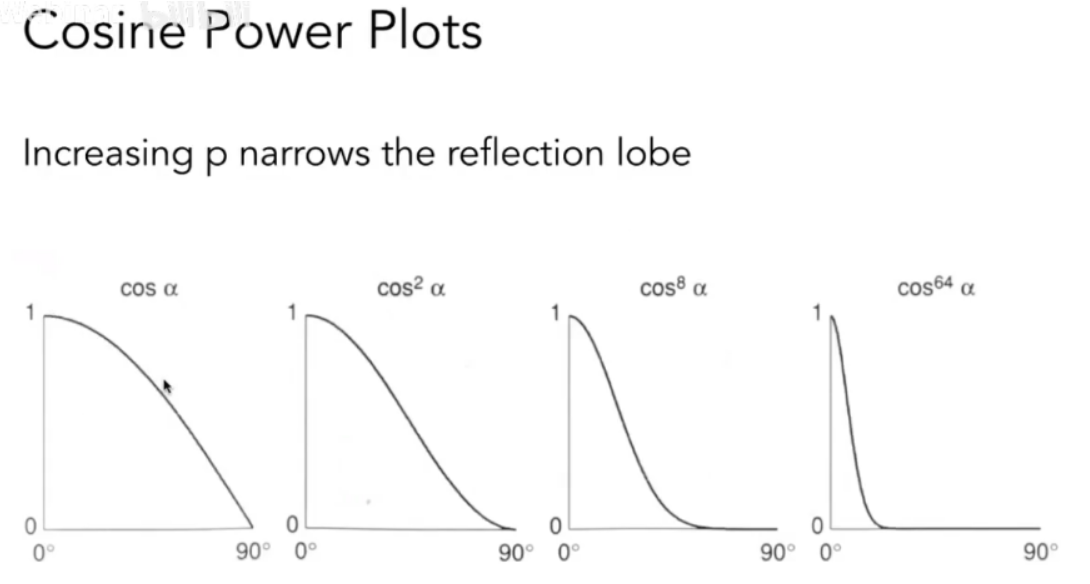 Cosine Power Plots
Increasing p narrows the reflection lobe
cos α
cos² α
cos⁸ α
cos⁶⁴ α
1
1
1
1
0
0
0
0
0° 90° 0° 90° 0° 90° 0° 90°